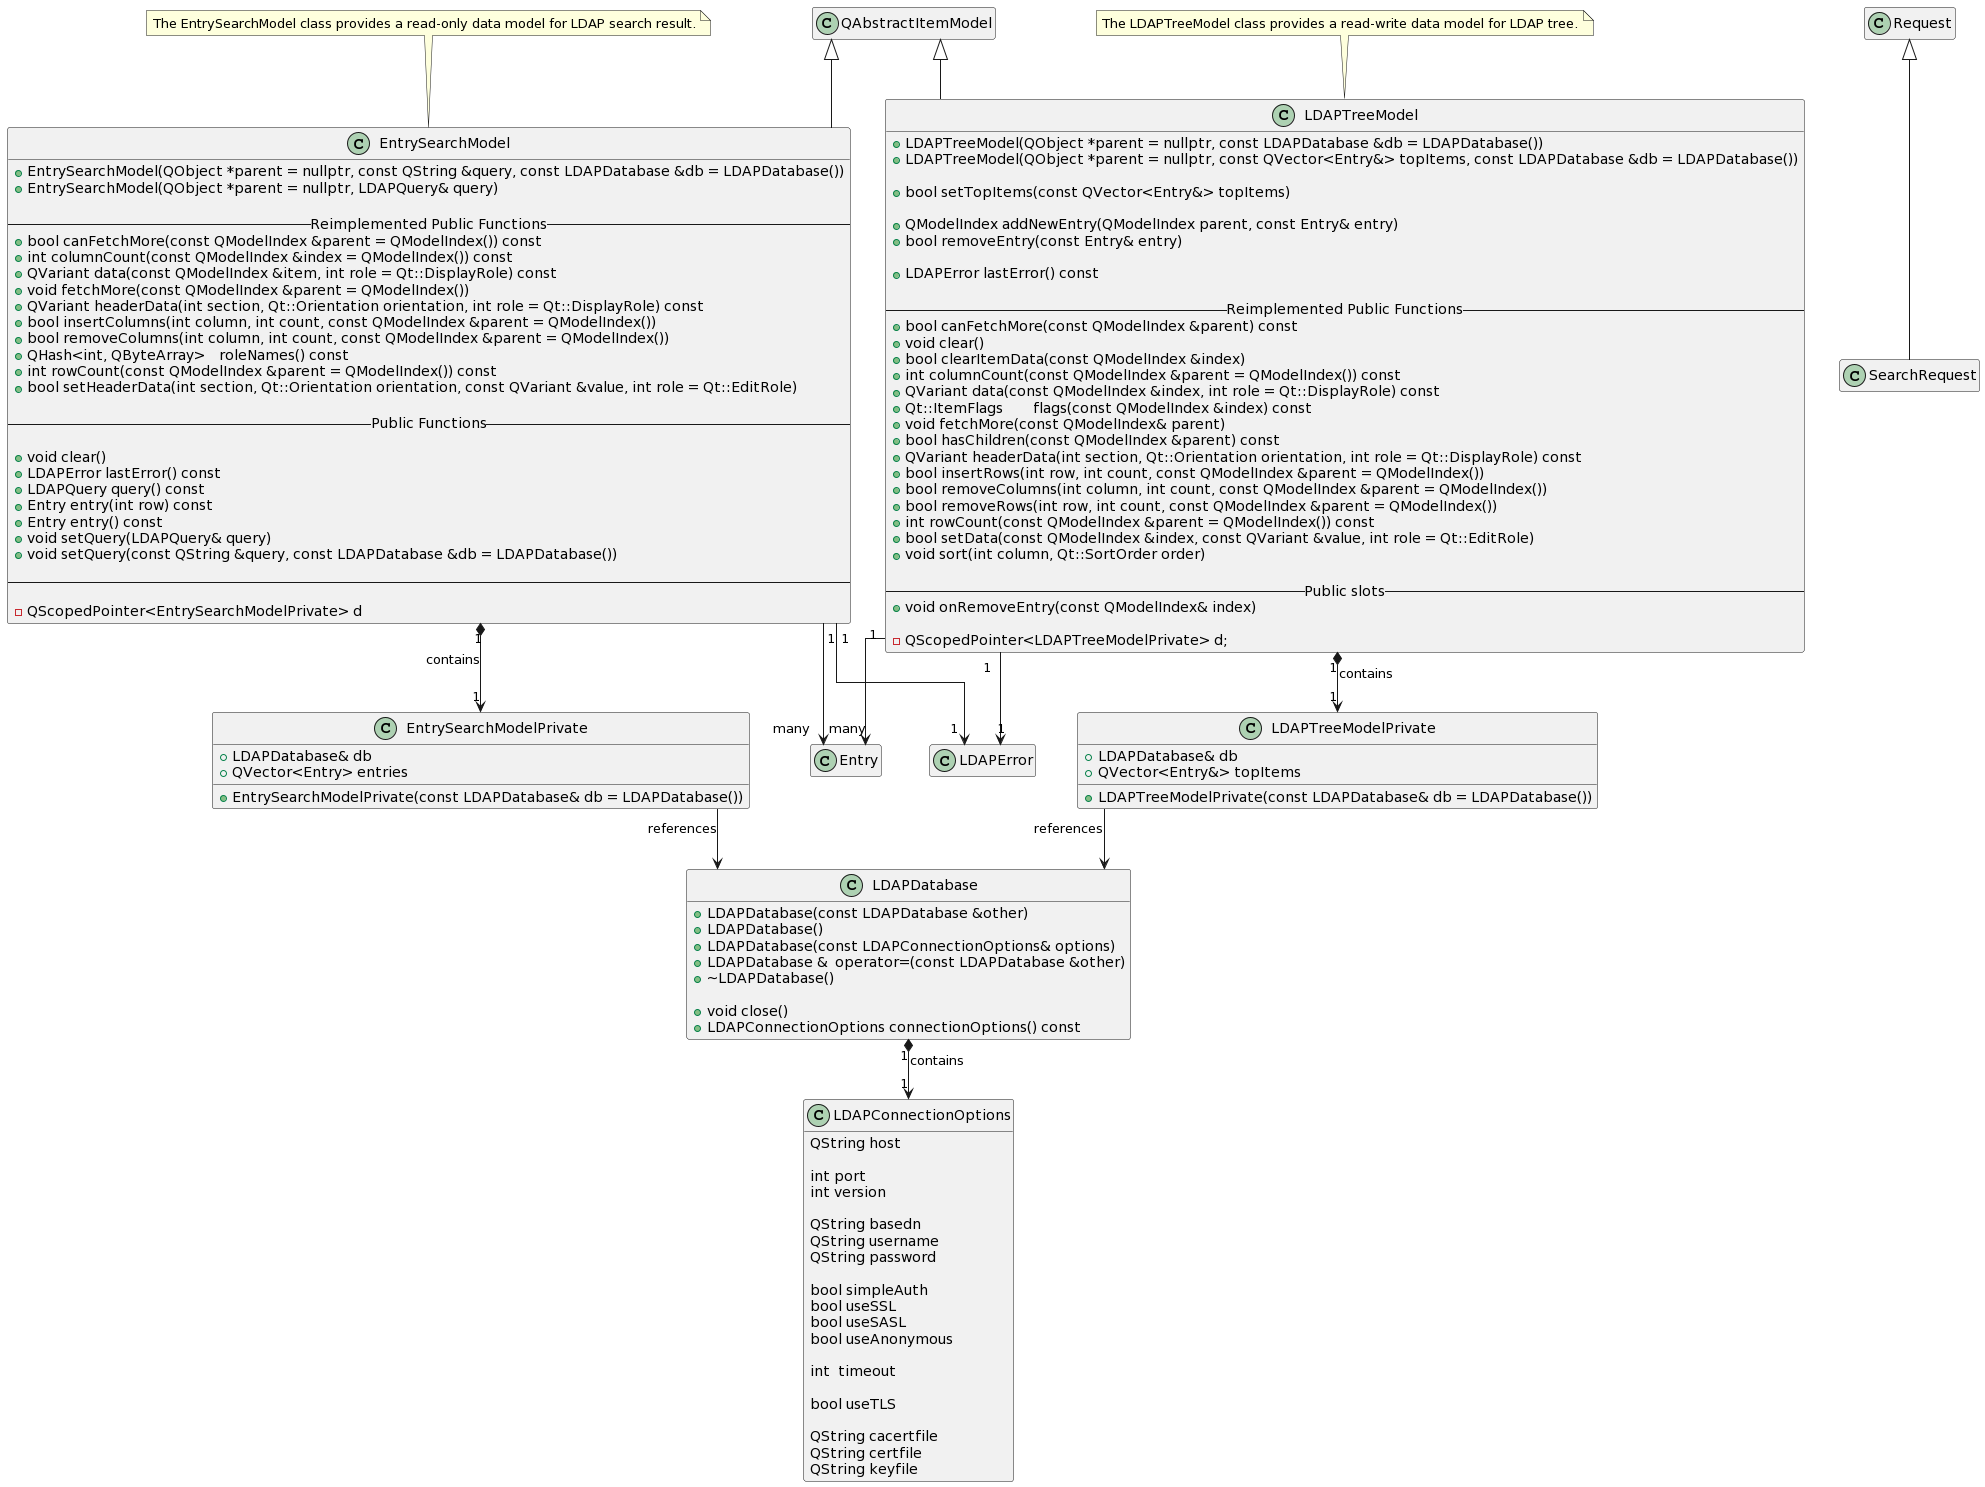 The EntrySearchModel class provides a read-only data model for LDAP search result.
C QAbstractItemModel
The LDAPTreeModel class provides a read-write data model for LDAP tree.
C Request
C EntrySearchModel
EntrySearchModel(QObject *parent = nullptr, const QString &query, const LDAPDatabase &db = LDAPDatabase())
EntrySearchModel(QObject *parent = nullptr, LDAPQuery& query)
Reimplemented Public Functions
bool canFetchMore(const QModelIndex &parent = QModelIndex()) const
int columnCount(const QModelIndex &index = QModelIndex()) const
QVariant data(const QModelIndex &item, int role = Qt::DisplayRole) const
void fetchMore(const QModelIndex &parent = QModelIndex())
QVariant headerData(int section, Qt::Orientation orientation, int role = Qt::DisplayRole) const
bool insertColumns(int column, int count, const QModelIndex &parent = QModelIndex())
bool removeColumns(int column, int count, const QModelIndex &parent = QModelIndex())
QHash<int, QByteArray>   roleNames() const
int rowCount(const QModelIndex &parent = QModelIndex()) const
bool setHeaderData(int section, Qt::Orientation orientation, const QVariant &value, int role = Qt::EditRole)
Public Functions
void clear()
LDAPError lastError() const
LDAPQuery query() const
Entry entry(int row) const
Entry entry() const
void setQuery(LDAPQuery& query)
void setQuery(const QString &query, const LDAPDatabase &db = LDAPDatabase())
QScopedPointer<EntrySearchModelPrivate> d
C LDAPTreeModel
LDAPTreeModel(QObject *parent = nullptr, const LDAPDatabase &db = LDAPDatabase())
LDAPTreeModel(QObject *parent = nullptr, const QVector<Entry&> topItems, const LDAPDatabase &db = LDAPDatabase())
bool setTopItems(const QVector<Entry&> topItems)
QModelIndex addNewEntry(QModelIndex parent, const Entry& entry)
bool removeEntry(const Entry& entry)
LDAPError lastError() const
Reimplemented Public Functions
bool canFetchMore(const QModelIndex &parent) const
void clear()
bool clearItemData(const QModelIndex &index)
int columnCount(const QModelIndex &parent = QModelIndex()) const
QVariant data(const QModelIndex &index, int role = Qt::DisplayRole) const
Qt::ItemFlags       flags(const QModelIndex &index) const
void fetchMore(const QModelIndex& parent)
bool hasChildren(const QModelIndex &parent) const
QVariant headerData(int section, Qt::Orientation orientation, int role = Qt::DisplayRole) const
bool insertRows(int row, int count, const QModelIndex &parent = QModelIndex())
bool removeColumns(int column, int count, const QModelIndex &parent = QModelIndex())
bool removeRows(int row, int count, const QModelIndex &parent = QModelIndex())
int rowCount(const QModelIndex &parent = QModelIndex()) const
bool setData(const QModelIndex &index, const QVariant &value, int role = Qt::EditRole)
void sort(int column, Qt::SortOrder order)
Public slots
void onRemoveEntry(const QModelIndex& index)
QScopedPointer<LDAPTreeModelPrivate> d;
C SearchRequest
1
contains
1
1
1
1
1
1
contains
1
many
many
1
1
C EntrySearchModelPrivate
LDAPDatabase& db
QVector<Entry> entries
EntrySearchModelPrivate(const LDAPDatabase& db = LDAPDatabase())
C Entry
C LDAPError
C LDAPTreeModelPrivate
LDAPDatabase& db
QVector<Entry&> topItems
LDAPTreeModelPrivate(const LDAPDatabase& db = LDAPDatabase())
references
references
C LDAPDatabase
LDAPDatabase(const LDAPDatabase &other)
LDAPDatabase()
LDAPDatabase(const LDAPConnectionOptions& options)
LDAPDatabase &  operator=(const LDAPDatabase &other)
~LDAPDatabase()
void close()
LDAPConnectionOptions connectionOptions() const
1
contains
1
C LDAPConnectionOptions
QString host
int port
int version
QString basedn
QString username
QString password
bool simpleAuth
bool useSSL
bool useSASL
bool useAnonymous
int  timeout
bool useTLS
QString cacertfile
QString certfile
QString keyfile